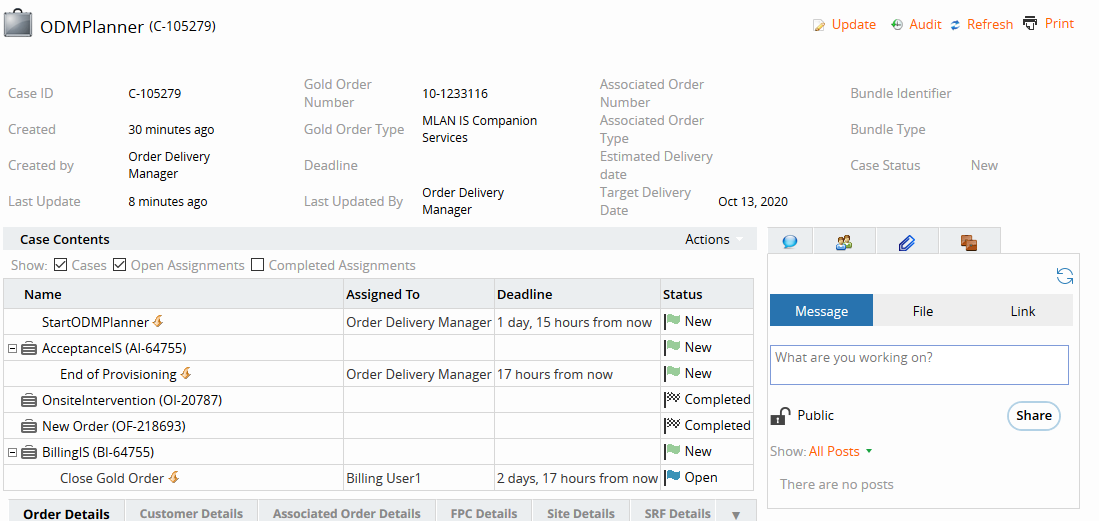 ODMPlanner (C-105279)
Update Audit Refresh Print
Case ID C-105279 Gold Order Number 10-1233116 Associated Order Number Bundle Identifier
Created 30 minutes ago Gold Order Type MLAN IS Companion Services Associated Order Type Bundle Type
Created by Order Delivery Manager Deadline Estimated Delivery date Case Status New
Last Update 8 minutes ago Last Updated By Order Delivery Manager Target Delivery Date Oct 13, 2020
Case Contents Actions
Show: Cases Open Assignments Completed Assignments
Name Assigned To Deadline Status
StartODMPlanner Order Delivery Manager 1 day, 15 hours from now New
AcceptanceIS (AI-64755) New
End of Provisioning Order Delivery Manager 17 hours from now New
OnsiteIntervention (OI-20787) Completed
New Order (OF-218693) Completed
BillingIS (BI-64755) New
Close Gold Order Billing User1 2 days, 17 hours from now Open
Order Details Customer Details Associated Order Details FPC Details Site Details SRF Details
Message File Link
What are you working on?
Public Share
Show: All Posts
There are no posts